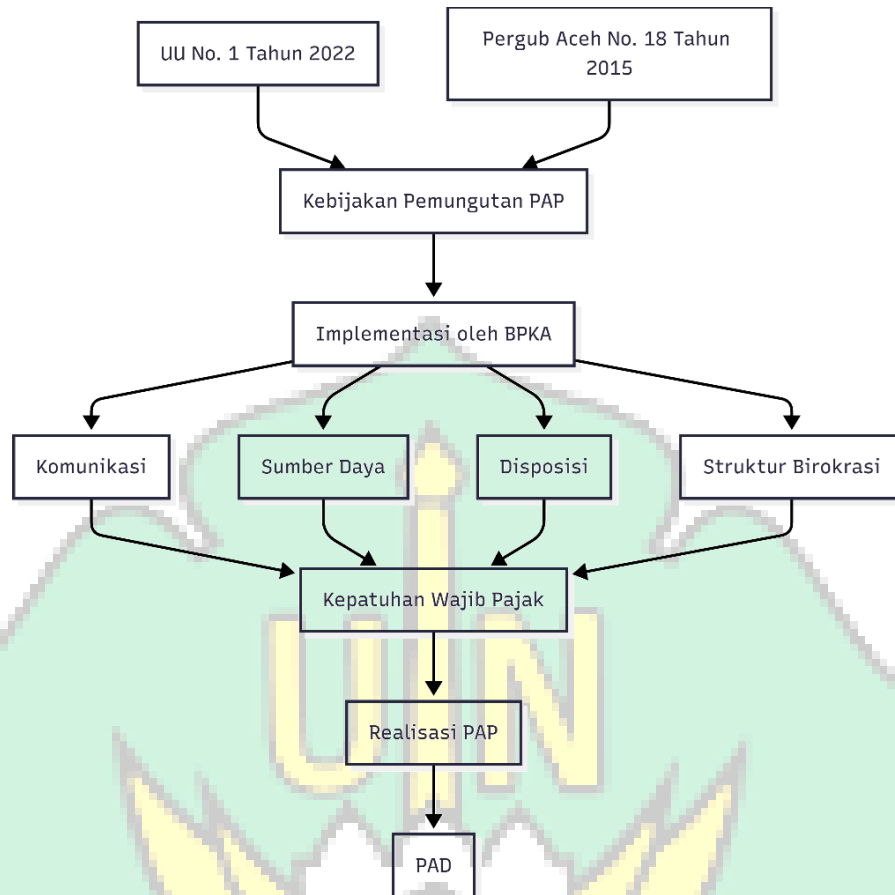 UU No. 1 Tahun 2022
Pergub Aceh No. 18 Tahun
2015
Kebijakan Pemungutan PAP
Implementasi oleh BPKA
Komunikasi
Sumber Daya
Disposisi
Struktur Birokrasi
Kepatuhan Wajib Pajak
UIN
Realisasi PAP
PAD